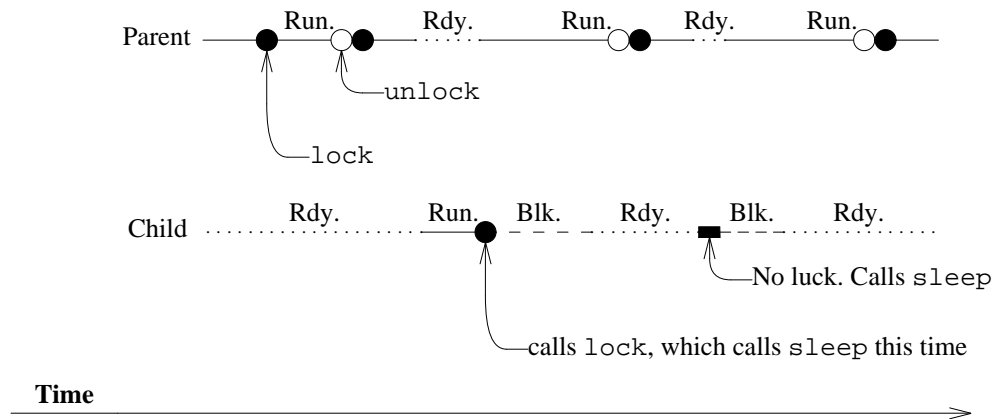 Run. Rdy. Run. Rdy. Run.
Parent
unlock
lock
Rdy. Run. Blk. Rdy. Blk. Rdy.
Child
No luck. Calls sleep
calls lock, which calls sleep this time
Time